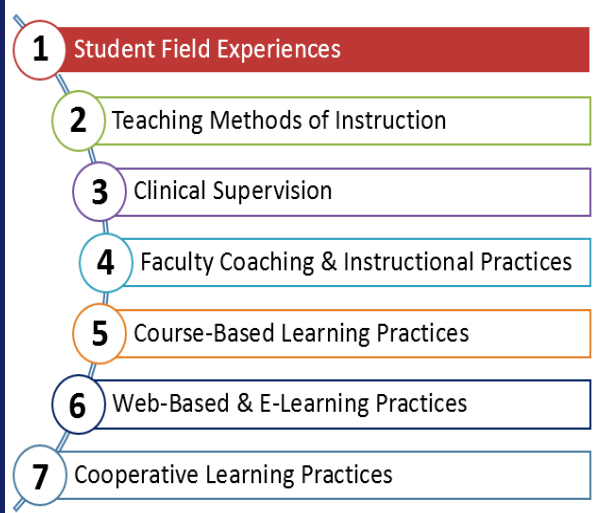 1 Student Field Experiences
2 Teaching Methods of Instruction
3 Clinical Supervision
4 Faculty Coaching & Instructional Practices
5 Course-Based Learning Practices
6 Web-Based & E-Learning Practices
7 Cooperative Learning Practices